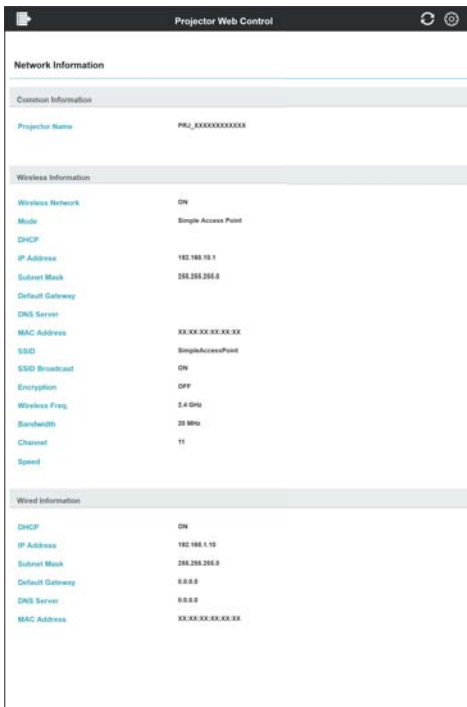 Projector Web Control
Network Information
Common Information
Projector Name PRJ_XXXXXXXXXXXX
Wireless Information
Wireless Network ON
Mode Simple Access Point
DHCP
IP Address 192.168.10.1
Subnet Mask 255.255.255.0
Default Gateway
DNS Server
MAC Address XX:XX:XX:XX:XX:XX
SSID SimpleAccessPoint
SSID Broadcast ON
Encryption OFF
Wireless Freq. 2.4 GHz
Bandwidth 20 MHz
Channel 11
Speed
Wired Information
DHCP ON
IP Address 192.168.1.10
Subnet Mask 255.255.255.0
Default Gateway 0.0.0.0
DNS Server 0.0.0.0
MAC Address XX:XX:XX:XX:XX:XX